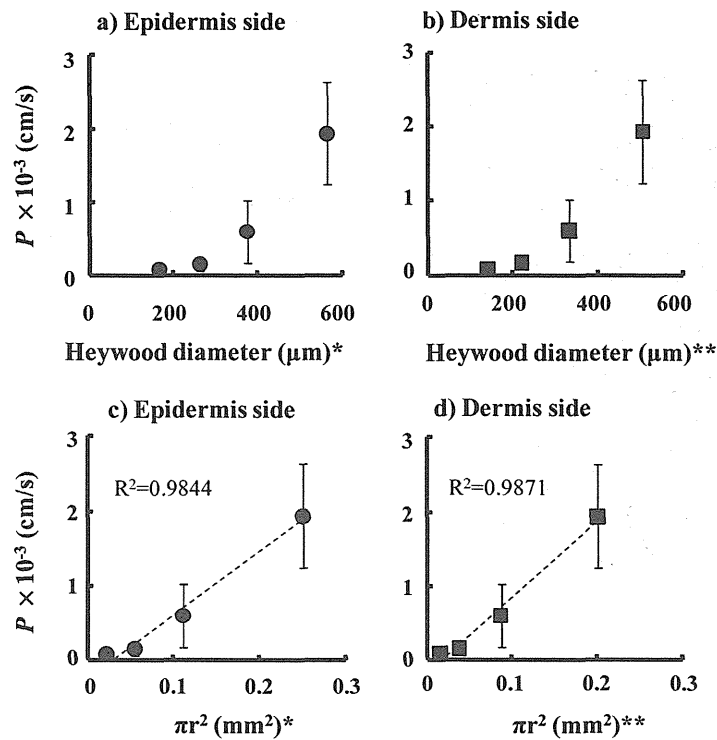 a) Epidermis side
b) Dermis side
P × 10⁻³ (cm/s)
3
2
1
0
0 200 400 600
Heywood diameter (μm)*
3
2
1
0
0 200 400 600
Heywood diameter (μm)**
c) Epidermis side
d) Dermis side
P × 10⁻³ (cm/s)
3
2
1
0
R²=0.9844
0 0.1 0.2 0.3
πr² (mm²)*
3
2
1
0
R²=0.9871
0 0.1 0.2 0.3
πr² (mm²)**